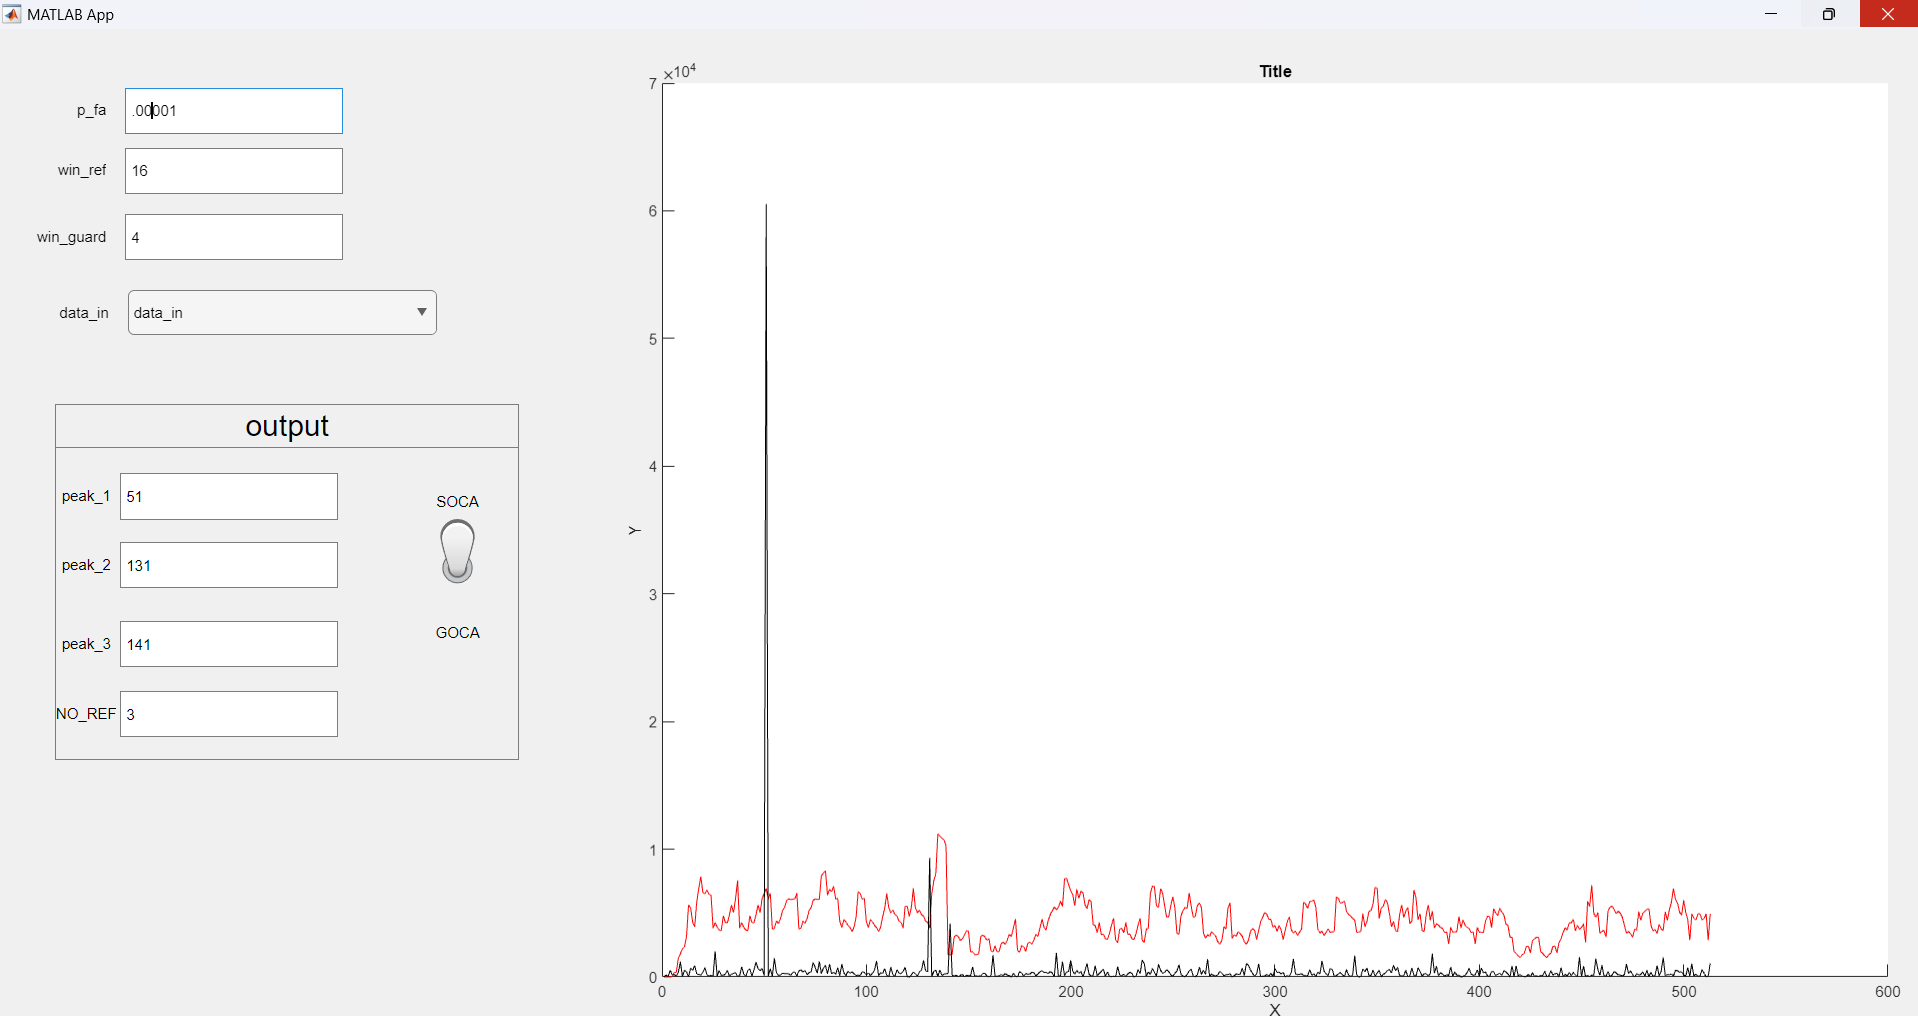 MATLAB App
p_fa .00001
win_ref 16
win_guard 4
data_in data_in
output
peak_1 51
peak_2 131
peak_3 141
NO_REF 3
SOCA
GOCA
Title
×10⁴
7
6
5
4
3
2
1
0
Y
0 100 200 300 400 500 600
X